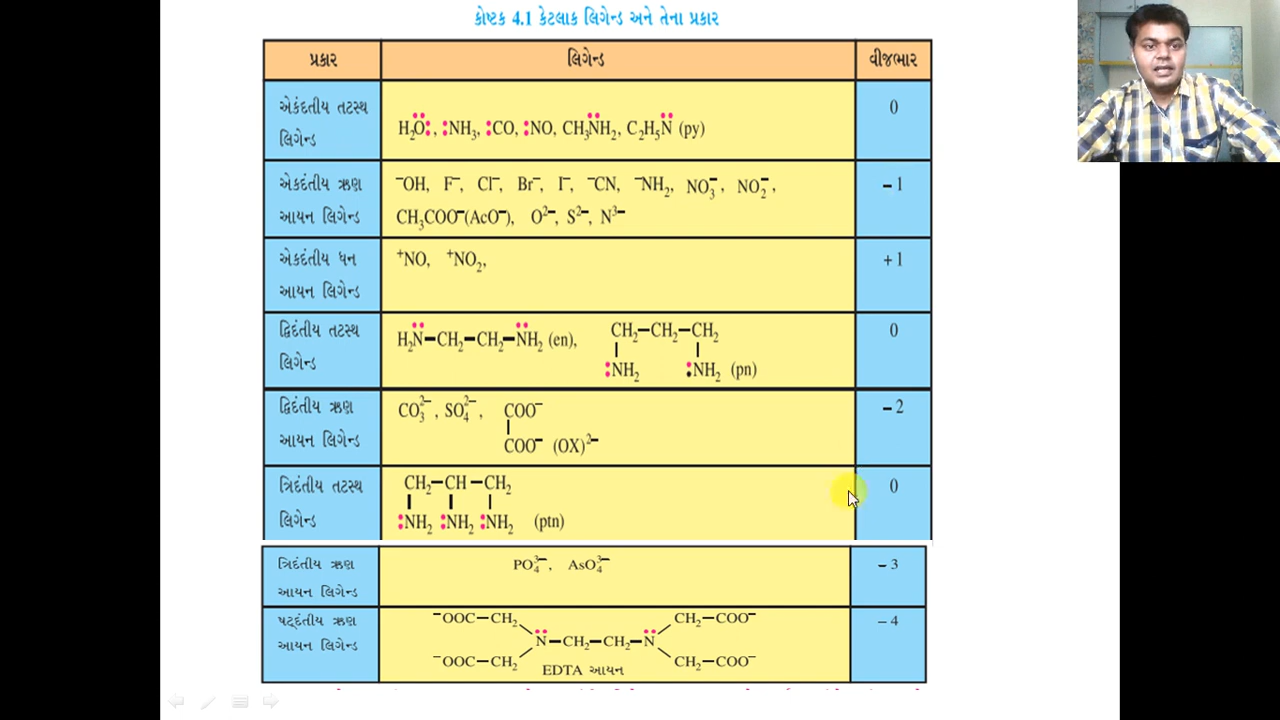 કોષ્ટક 4.1 કેટલાક લિગેન્ડ અને તેના પ્રકાર
પ્રકાર લિગેન્ડ વીજભાર
એકદંતીય તટસ્થ લિગેન્ડ
H₂O:, :NH₃, :CO, :NO, CH₃NH₂, C₂H₅N (py)
0
એકદંતીય ઋણ આયન લિગેન્ડ
⁻OH, F⁻, Cl⁻, Br⁻, I⁻, ⁻CN, ⁻NH₂, NO₃⁻, NO₂⁻,
CH₃COO⁻(AcO⁻), O²⁻, S²⁻, N³⁻
–1
એકદંતીય ધન આયન લિગેન્ડ
⁺NO, ⁺NO₂,
+1
દ્વિદંતીય તટસ્થ લિગેન્ડ
H₂N–CH₂–CH₂–NH₂ (en),
CH₂–CH₂–CH₂
:NH₂ :NH₂ (pn)
0
દ્વિદંતીય ઋણ આયન લિગેન્ડ
CO₃²⁻, SO₄²⁻, COO⁻
COO⁻ (OX)²⁻
–2
ત્રિદંતીય તટસ્થ લિગેન્ડ
CH₂–CH–CH₂
:NH₂ :NH₂ :NH₂ (ptn)
0
ત્રિદંતીય ઋણ આયન લિગેન્ડ
PO₄³⁻, AsO₄³⁻
–3
ષટ્દંતીય ઋણ આયન લિગેન્ડ
⁻OOC–CH₂ CH₂–COO⁻
N–CH₂–CH₂–N
⁻OOC–CH₂ CH₂–COO⁻
EDTA આયન
–4